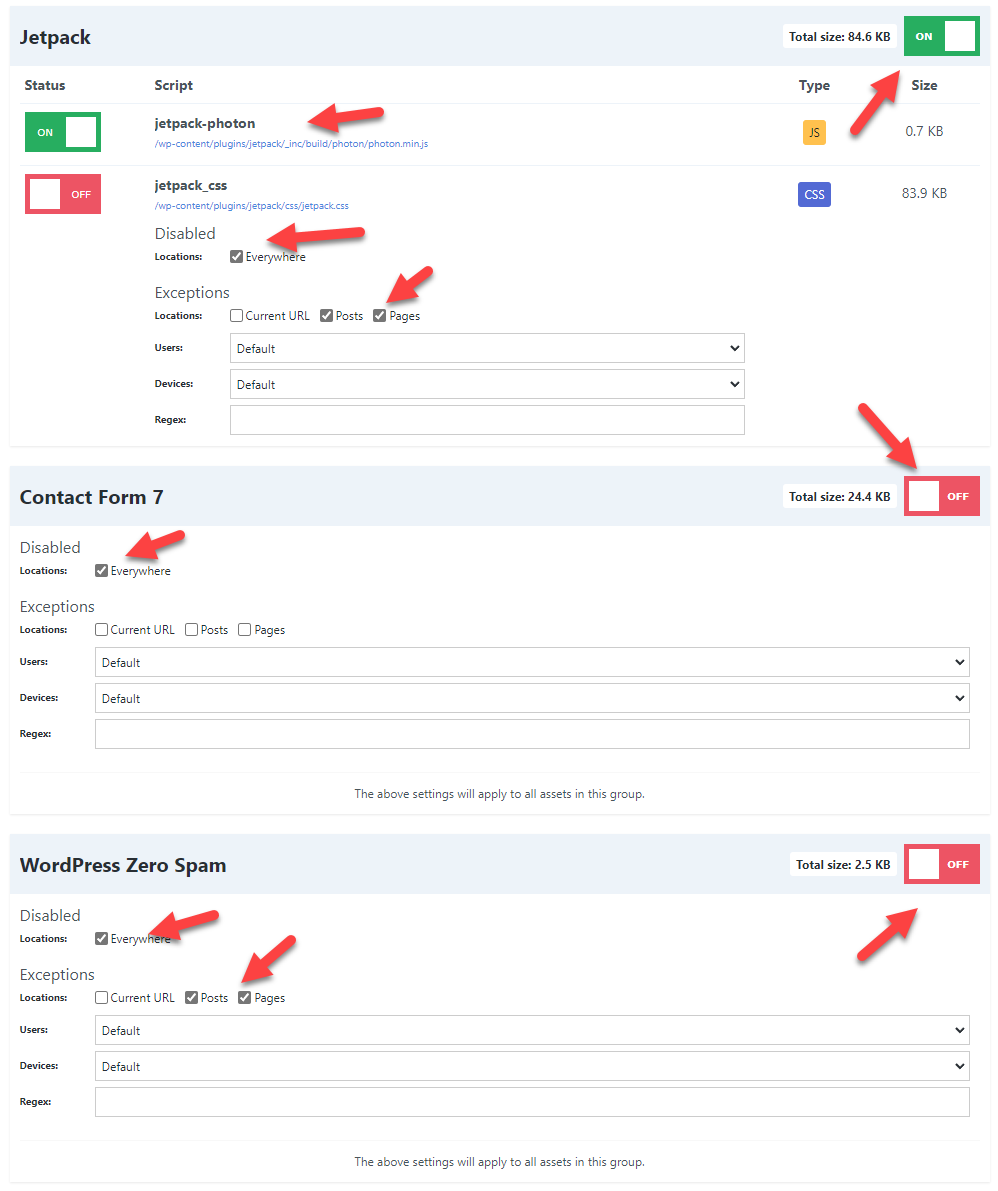 Jetpack Total size: 84.6 KB ON
Status Script Type Size
ON jetpack-photon JS 0.7 KB
/wp-content/plugins/jetpack/_inc/build/photon/photon.min.js
OFF jetpack_css CSS 83.9 KB
/wp-content/plugins/jetpack/css/jetpack.css
Disabled
Locations: Everywhere
Exceptions
Locations: Current URL Posts Pages
Users: Default
Devices: Default
Regex:
Contact Form 7 Total size: 24.4 KB OFF
Disabled
Locations: Everywhere
Exceptions
Locations: Current URL Posts Pages
Users: Default
Devices: Default
Regex:
The above settings will apply to all assets in this group.
WordPress Zero Spam Total size: 2.5 KB OFF
Disabled
Locations: Everywhere
Exceptions
Locations: Current URL Posts Pages
Users: Default
Devices: Default
Regex:
The above settings will apply to all assets in this group.